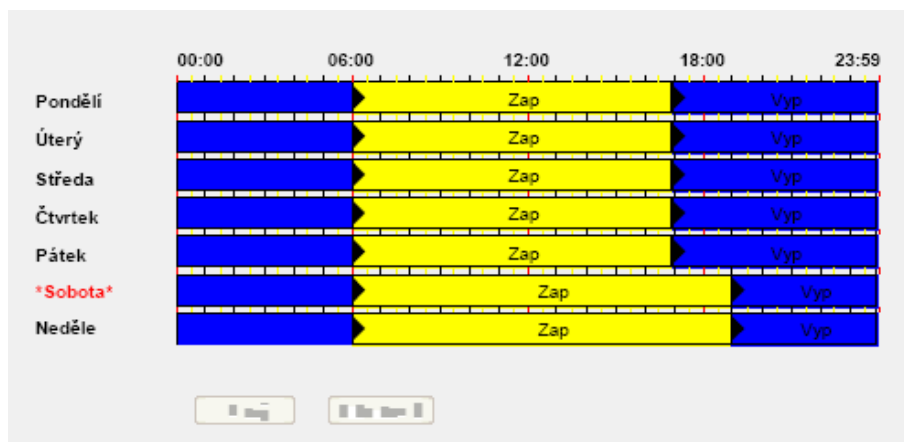 00:00 06:00 12:00 18:00 23:59
Pondělí Zap Vyp
Úterý Zap Vyp
Středa Zap Vyp
Čtvrtek Zap Vyp
Pátek Zap Vyp
*Sobota* Zap Vyp
Neděle Zap Vyp